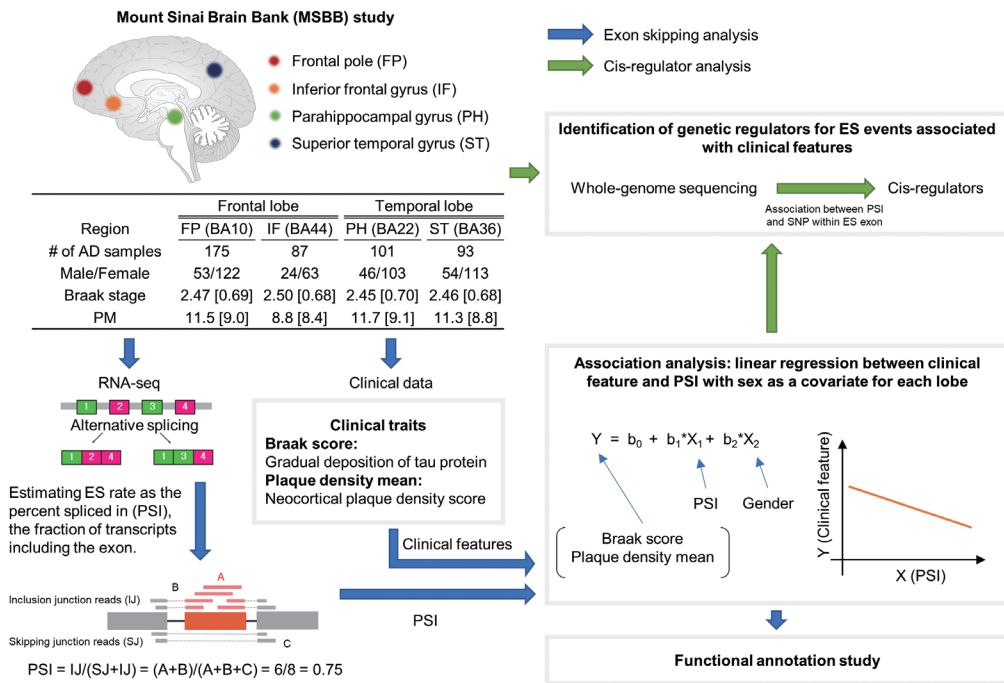 Mount Sinai Brain Bank (MSBB) study
Frontal pole (FP)
Inferior frontal gyrus (IF)
Parahippocampal gyrus (PH)
Superior temporal gyrus (ST)
Exon skipping analysis
Cis-regulator analysis
Identification of genetic regulators for ES events associated
with clinical features
Whole-genome sequencing
Cis-regulators
Association between PSI
and SNP within ES exon
Frontal lobe Temporal lobe
Region FP (BA10) IF (BA44) PH (BA22) ST (BA36)
# of AD samples 175 87 101 93
Male/Female 53/122 24/63 46/103 54/113
Braak stage 2.47 [0.69] 2.50 [0.68] 2.45 [0.70] 2.46 [0.68]
PM 11.5 [9.0] 8.8 [8.4] 11.7 [9.1] 11.3 [8.8]
RNA-seq
1 2 3 4
Alternative splicing
1 2 4
1 3 4
Estimating ES rate as the
percent spliced in (PSI),
the fraction of transcripts
including the exon.
Clinical data
Clinical traits
Braak score:
Gradual deposition of tau protein
Plaque density mean:
Neocortical plaque density score
Clinical features
PSI
A
B
Inclusion junction reads (IJ)
Skipping junction reads (SJ)
C
PSI = IJ/(SJ+IJ) = (A+B)/(A+B+C) = 6/8 = 0.75
Association analysis: linear regression between clinical
feature and PSI with sex as a covariate for each lobe
Y = b0 + b1*X1 + b2*X2
PSI
Gender
Braak score
Plaque density mean
Y (Clinical feature)
X (PSI)
Functional annotation study